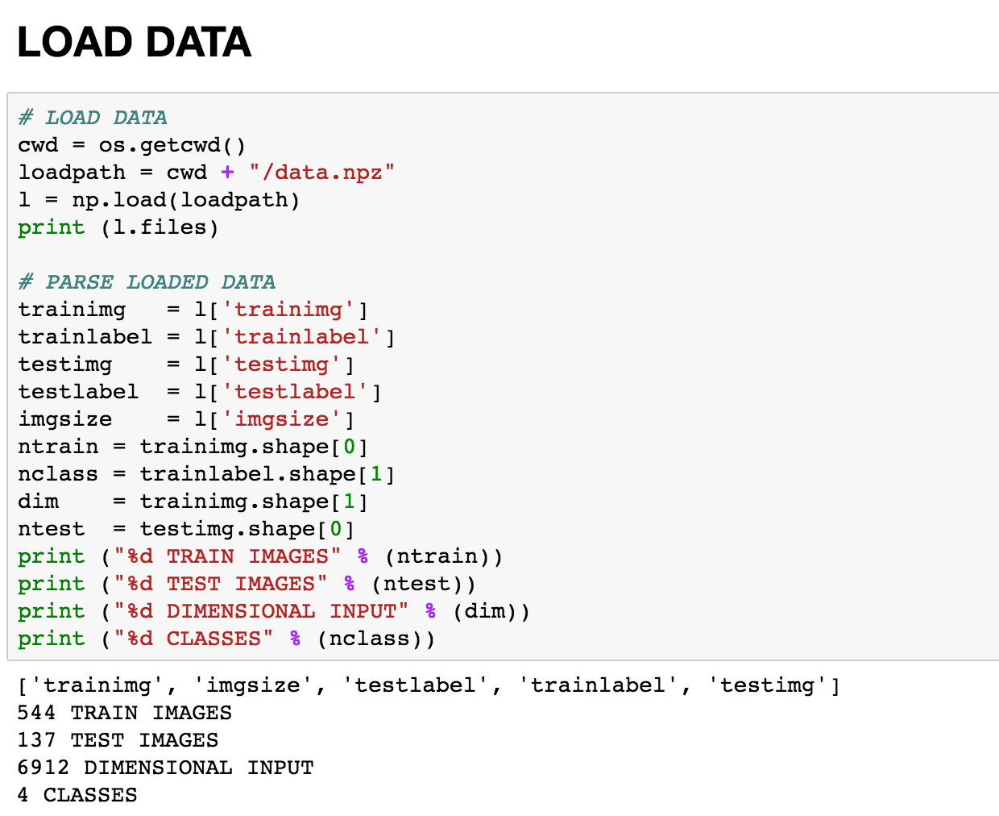 LOAD DATA
# LOAD DATA
cwd = os.getcwd()
loadpath = cwd + "/data.npz"
l = np.load(loadpath)
print (l.files)
# PARSE LOADED DATA
trainimg   = l['trainimg']
trainlabel = l['trainlabel']
testimg    = l['testimg']
testlabel  = l['testlabel']
imgsize    = l['imgsize']
ntrain = trainimg.shape[0]
nclass = trainlabel.shape[1]
dim    = trainimg.shape[1]
ntest  = testimg.shape[0]
print ("%d TRAIN IMAGES" % (ntrain))
print ("%d TEST IMAGES" % (ntest))
print ("%d DIMENSIONAL INPUT" % (dim))
print ("%d CLASSES" % (nclass))
['trainimg', 'imgsize', 'testlabel', 'trainlabel', 'testimg']
544 TRAIN IMAGES
137 TEST IMAGES
6912 DIMENSIONAL INPUT
4 CLASSES